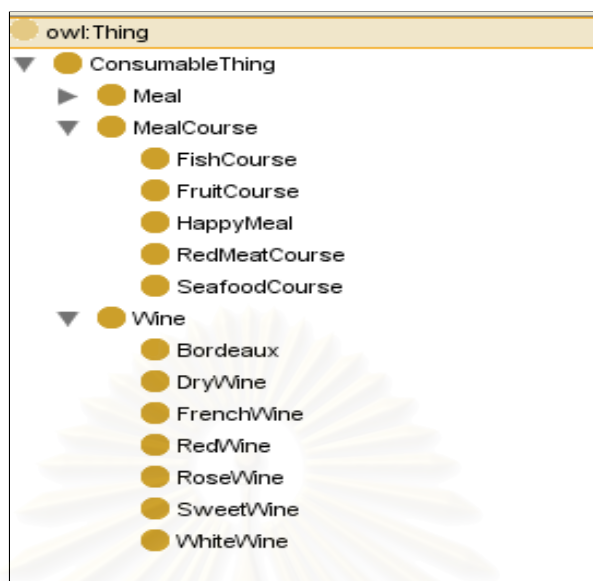 owl:Thing
ConsumableThing
Meal
MealCourse
FishCourse
FruitCourse
HappyMeal
RedMeatCourse
SeafoodCourse
Wine
Bordeaux
DryWine
FrenchWine
RedWine
RoseWine
SweetWine
WhiteWine